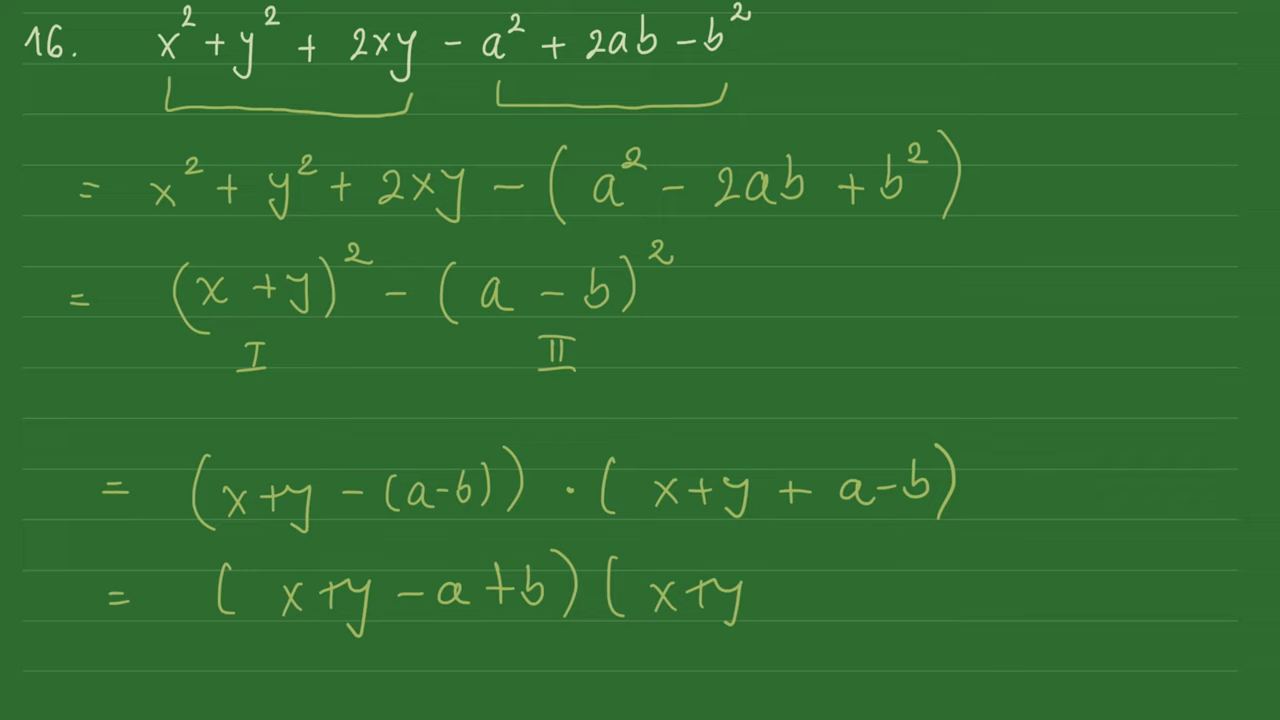 16. x² + y² + 2xy - a² + 2ab - b²
= x² + y² + 2xy - ( a² - 2ab + b² )
= (x + y)² - ( a - b )²
I II
= (x+y - (a-b)) · ( x+y + a-b)
= ( x+y - a + b ) ( x+y